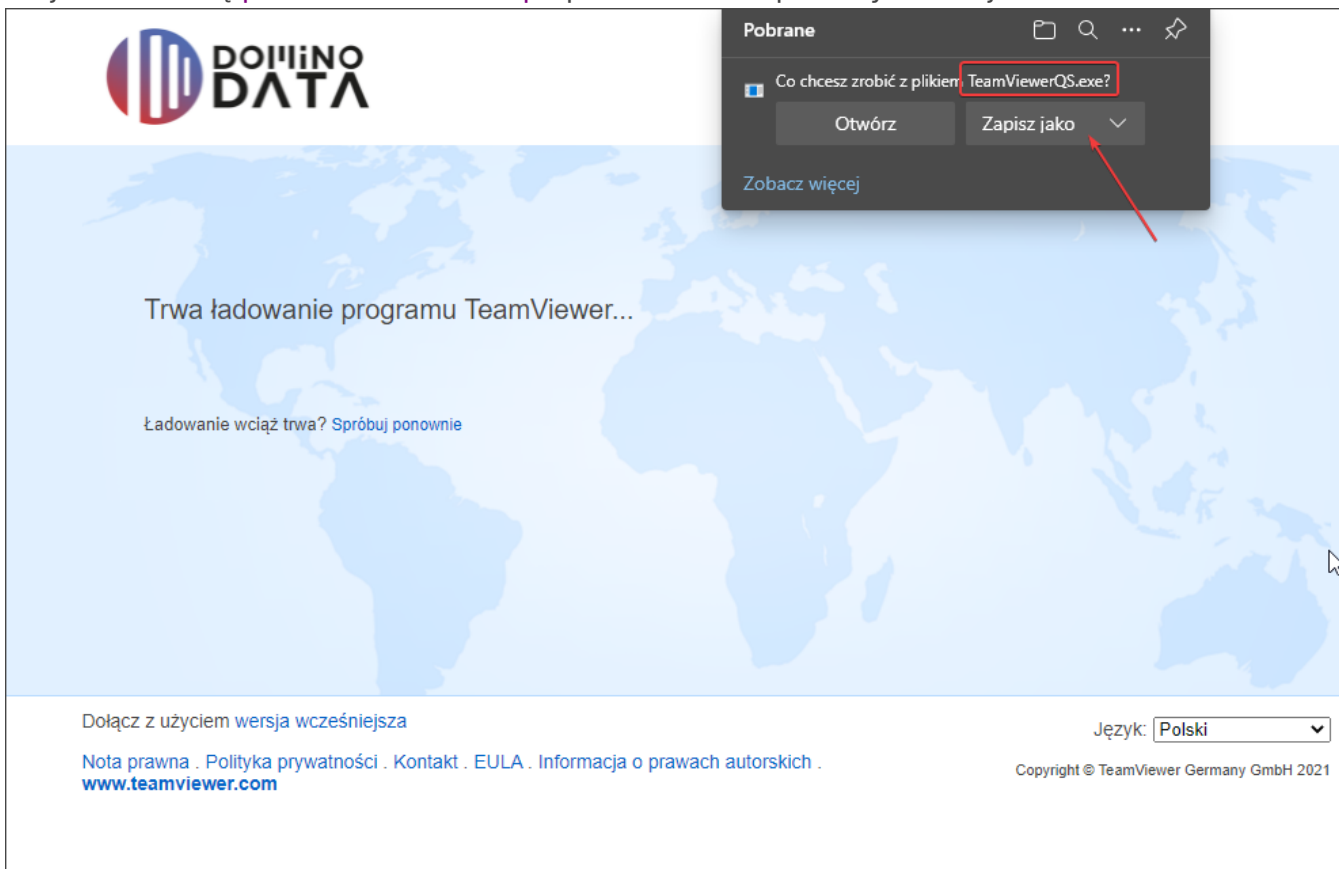 DOMINO
DATA
Pobrane
Co chcesz zrobić z plikiem TeamViewerQS.exe?
Otwórz
Zapisz jako
Zobacz więcej
Trwa ładowanie programu TeamViewer...
Ładowanie wciąż trwa? Spróbuj ponownie
Dołącz z użyciem wersja wcześniejsza
Język: Polski
Nota prawna . Polityka prywatności . Kontakt . EULA . Informacja o prawach autorskich .
www.teamviewer.com
Copyright © TeamViewer Germany GmbH 2021